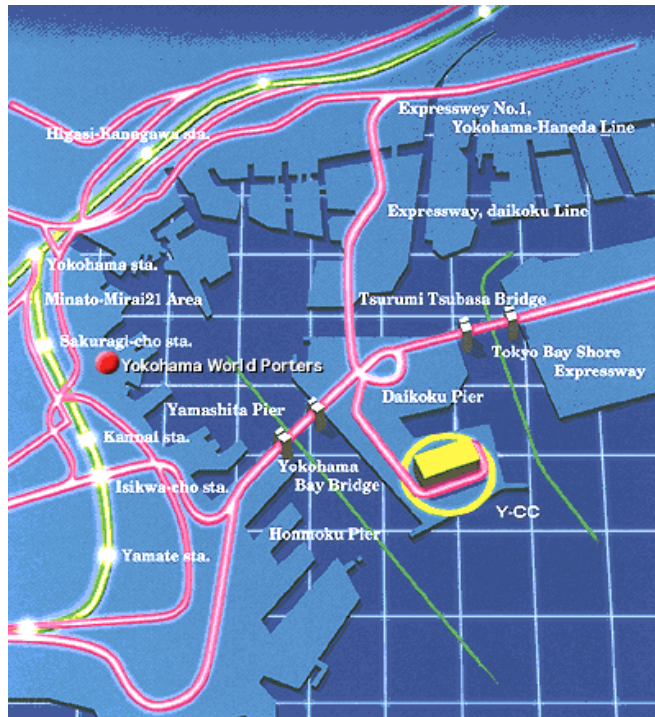 Expresswey No.1,
Yokohama-Haneda Line
Higasi-Kanagawa sta.
Expressway, daikoku Line
Yokohama sta.
Minato-Mirai21 Area
Tsurumi Tsubasa Bridge
Sakuragi-cho sta.
Tokyo Bay Shore
Expressway
Yokohama World Porters
Daikoku Pier
Yamashita Pier
Kannai sta.
Yokohama
Bay Bridge
Isikwa-cho sta.
Y-CC
Honmoku Pier
Yamate sta.